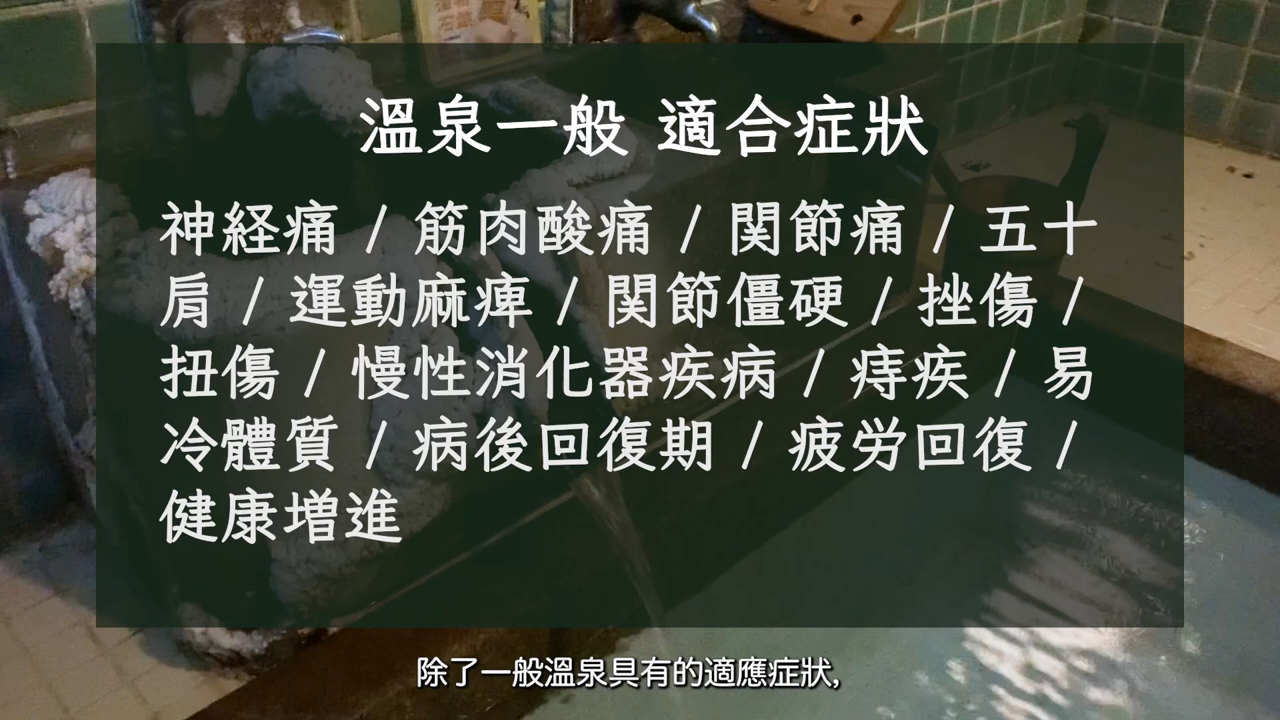 溫泉一般 適合症狀
神経痛 / 筋肉酸痛 / 関節痛 / 五十
肩 / 運動麻痺 / 関節僵硬 / 挫傷 /
扭傷 / 慢性消化器疾病 / 痔疾 / 易
冷體質 / 病後回復期 / 疲労回復 /
健康増進
除了一般溫泉具有的適應症狀,